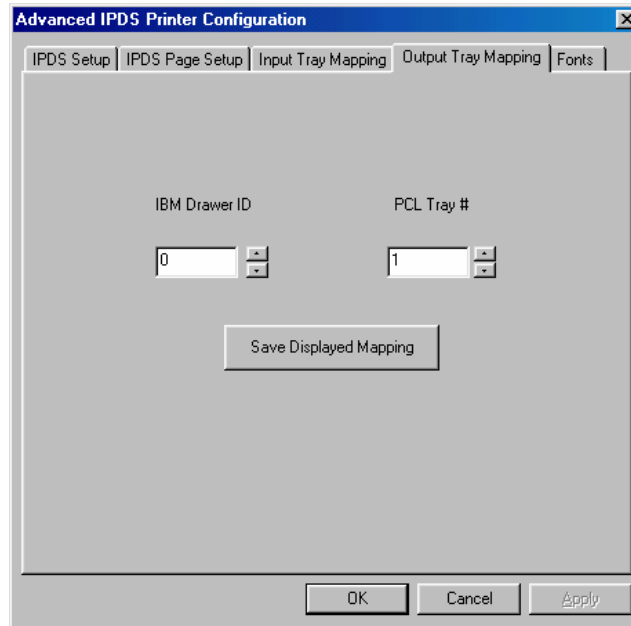 Advanced IPDS Printer Configuration
IPDS Setup IPDS Page Setup Input Tray Mapping Output Tray Mapping Fonts
IBM Drawer ID PCL Tray #
0 1
Save Displayed Mapping
OK Cancel Apply